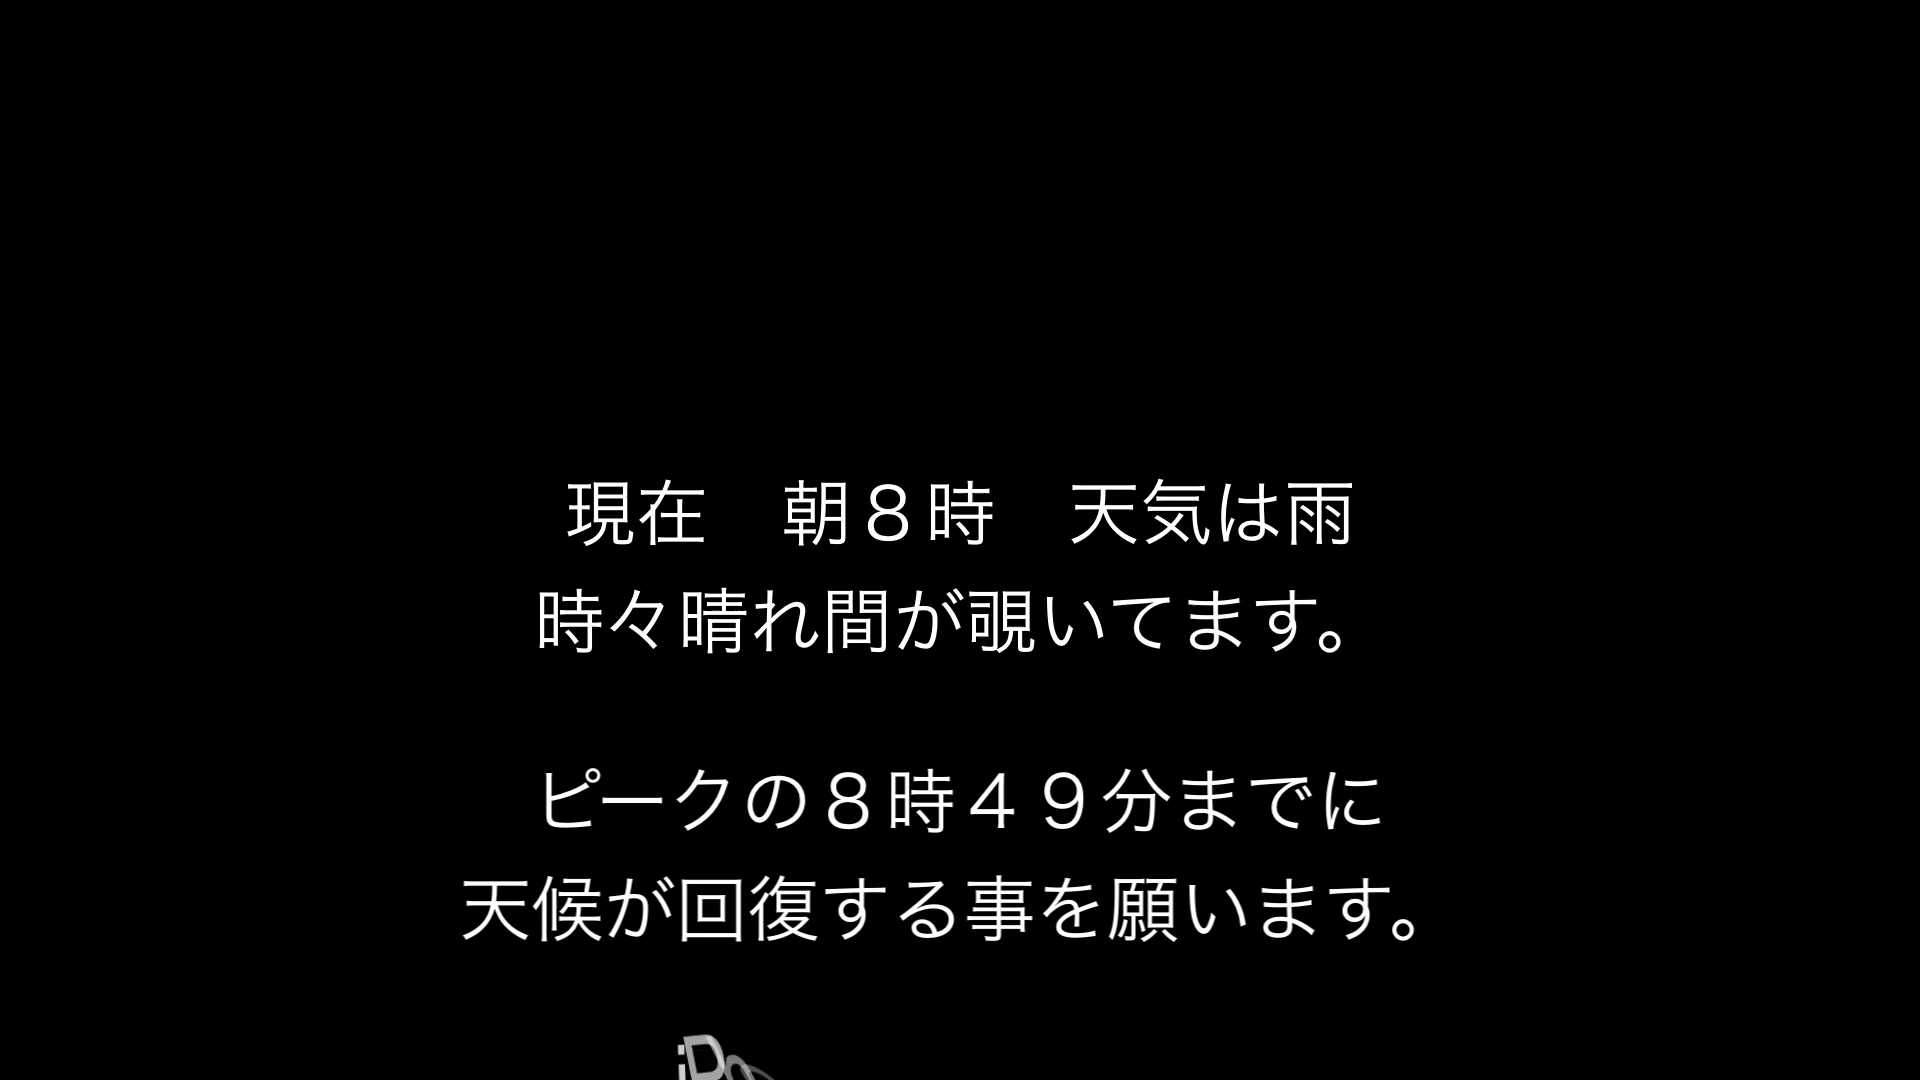 現在　朝８時　天気は雨
時々晴れ間が覗いてます。
ピークの８時４９分までに
天候が回復する事を願います。